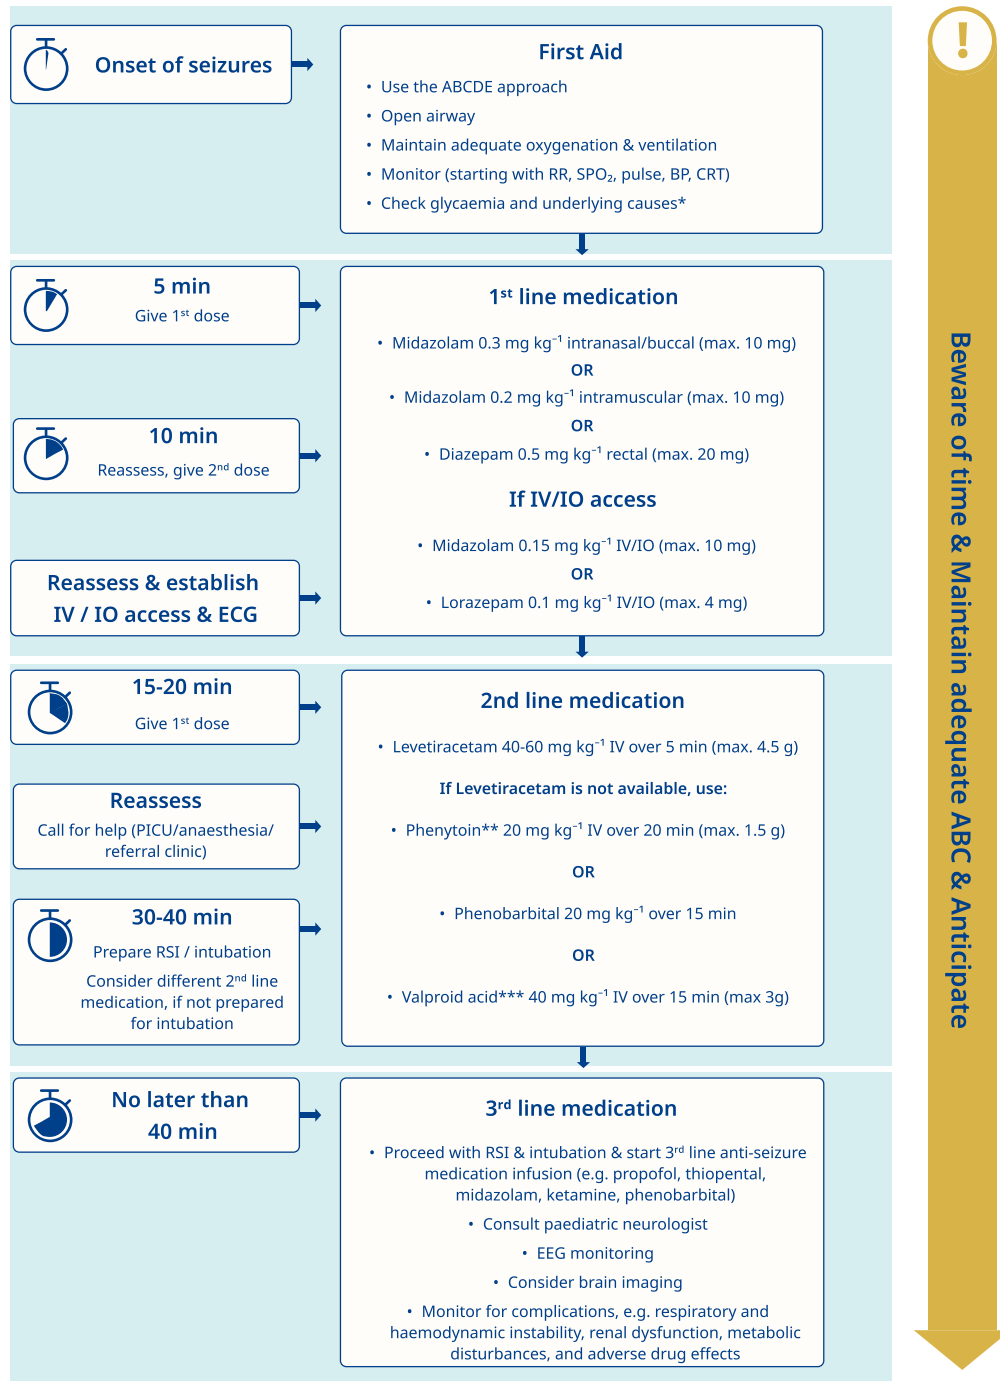 Onset of seizures
First Aid
• Use the ABCDE approach
• Open airway
• Maintain adequate oxygenation & ventilation
• Monitor (starting with RR, SPO₂, pulse, BP, CRT)
• Check glycaemia and underlying causes*
5 min
Give 1ˢᵗ dose
10 min
Reassess, give 2ⁿᵈ dose
Reassess & establish
IV / IO access & ECG
1ˢᵗ line medication
• Midazolam 0.3 mg kg⁻¹ intranasal/buccal (max. 10 mg)
OR
• Midazolam 0.2 mg kg⁻¹ intramuscular (max. 10 mg)
OR
• Diazepam 0.5 mg kg⁻¹ rectal (max. 20 mg)
If IV/IO access
• Midazolam 0.15 mg kg⁻¹ IV/IO (max. 10 mg)
OR
• Lorazepam 0.1 mg kg⁻¹ IV/IO (max. 4 mg)
15-20 min
Give 1ˢᵗ dose
Reassess
Call for help (PICU/anaesthesia/
referral clinic)
30-40 min
Prepare RSI / intubation
Consider different 2ⁿᵈ line
medication, if not prepared
for intubation
2nd line medication
• Levetiracetam 40-60 mg kg⁻¹ IV over 5 min (max. 4.5 g)
If Levetiracetam is not available, use:
• Phenytoin** 20 mg kg⁻¹ IV over 20 min (max. 1.5 g)
OR
• Phenobarbital 20 mg kg⁻¹ over 15 min
OR
• Valproid acid*** 40 mg kg⁻¹ IV over 15 min (max 3g)
No later than
40 min
3ʳᵈ line medication
• Proceed with RSI & intubation & start 3ʳᵈ line anti-seizure
medication infusion (e.g. propofol, thiopental,
midazolam, ketamine, phenobarbital)
• Consult paediatric neurologist
• EEG monitoring
• Consider brain imaging
• Monitor for complications, e.g. respiratory and
haemodynamic instability, renal dysfunction, metabolic
disturbances, and adverse drug effects
!
Beware of time & Maintain adequate ABC & Anticipate